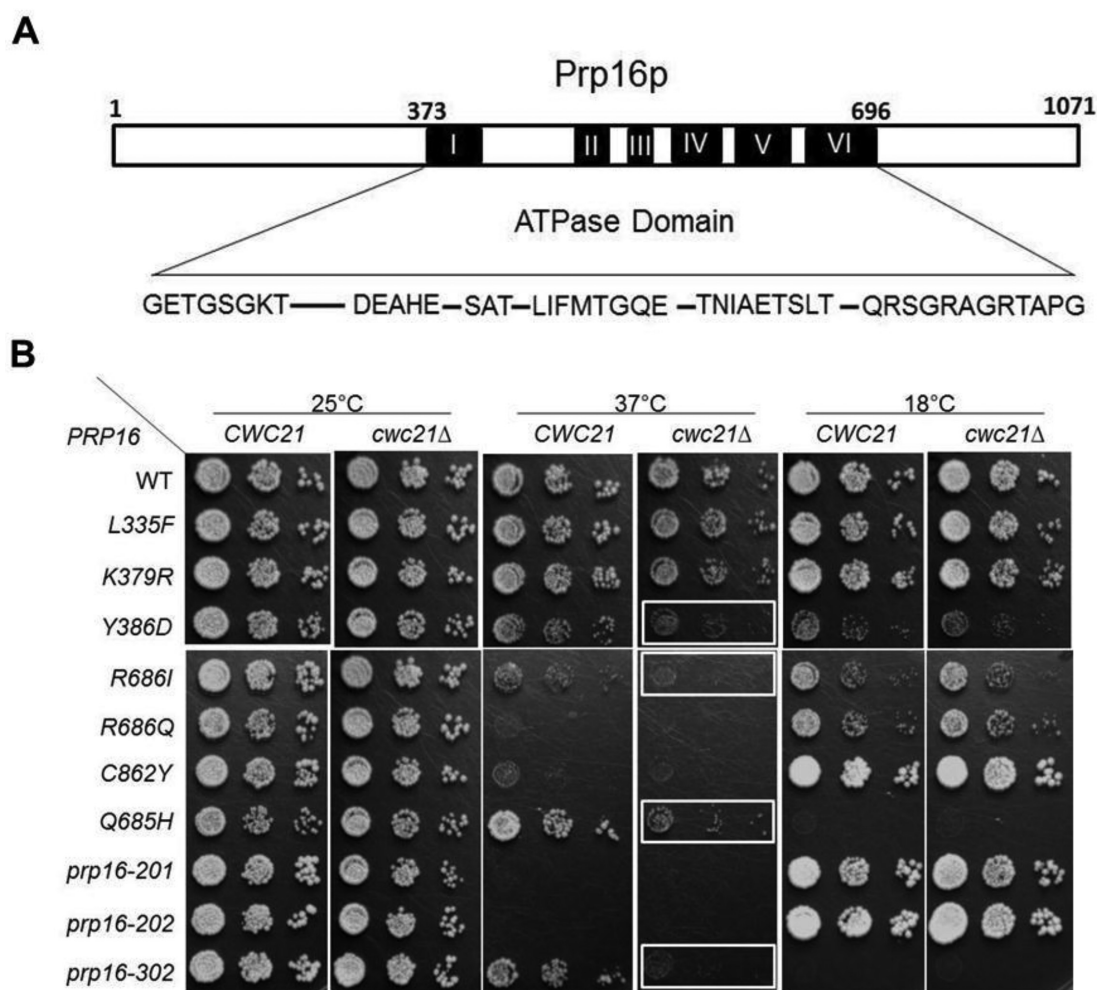 A
Prp16p
1 373 696 1071
I II III IV V VI
ATPase Domain
GETGSGKT DEAHE SAT LIFMTGQE TNIAETSLT QRSGRAGRTAPG
B
25°C 37°C 18°C
PRP16 CWC21 cwc21Δ CWC21 cwc21Δ CWC21 cwc21Δ
WT
L335F
K379R
Y386D
R686I
R686Q
C862Y
Q685H
prp16-201
prp16-202
prp16-302